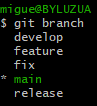 migue@BYLUZUA
$ git branch
  develop
  feature
  fix
* main
  release